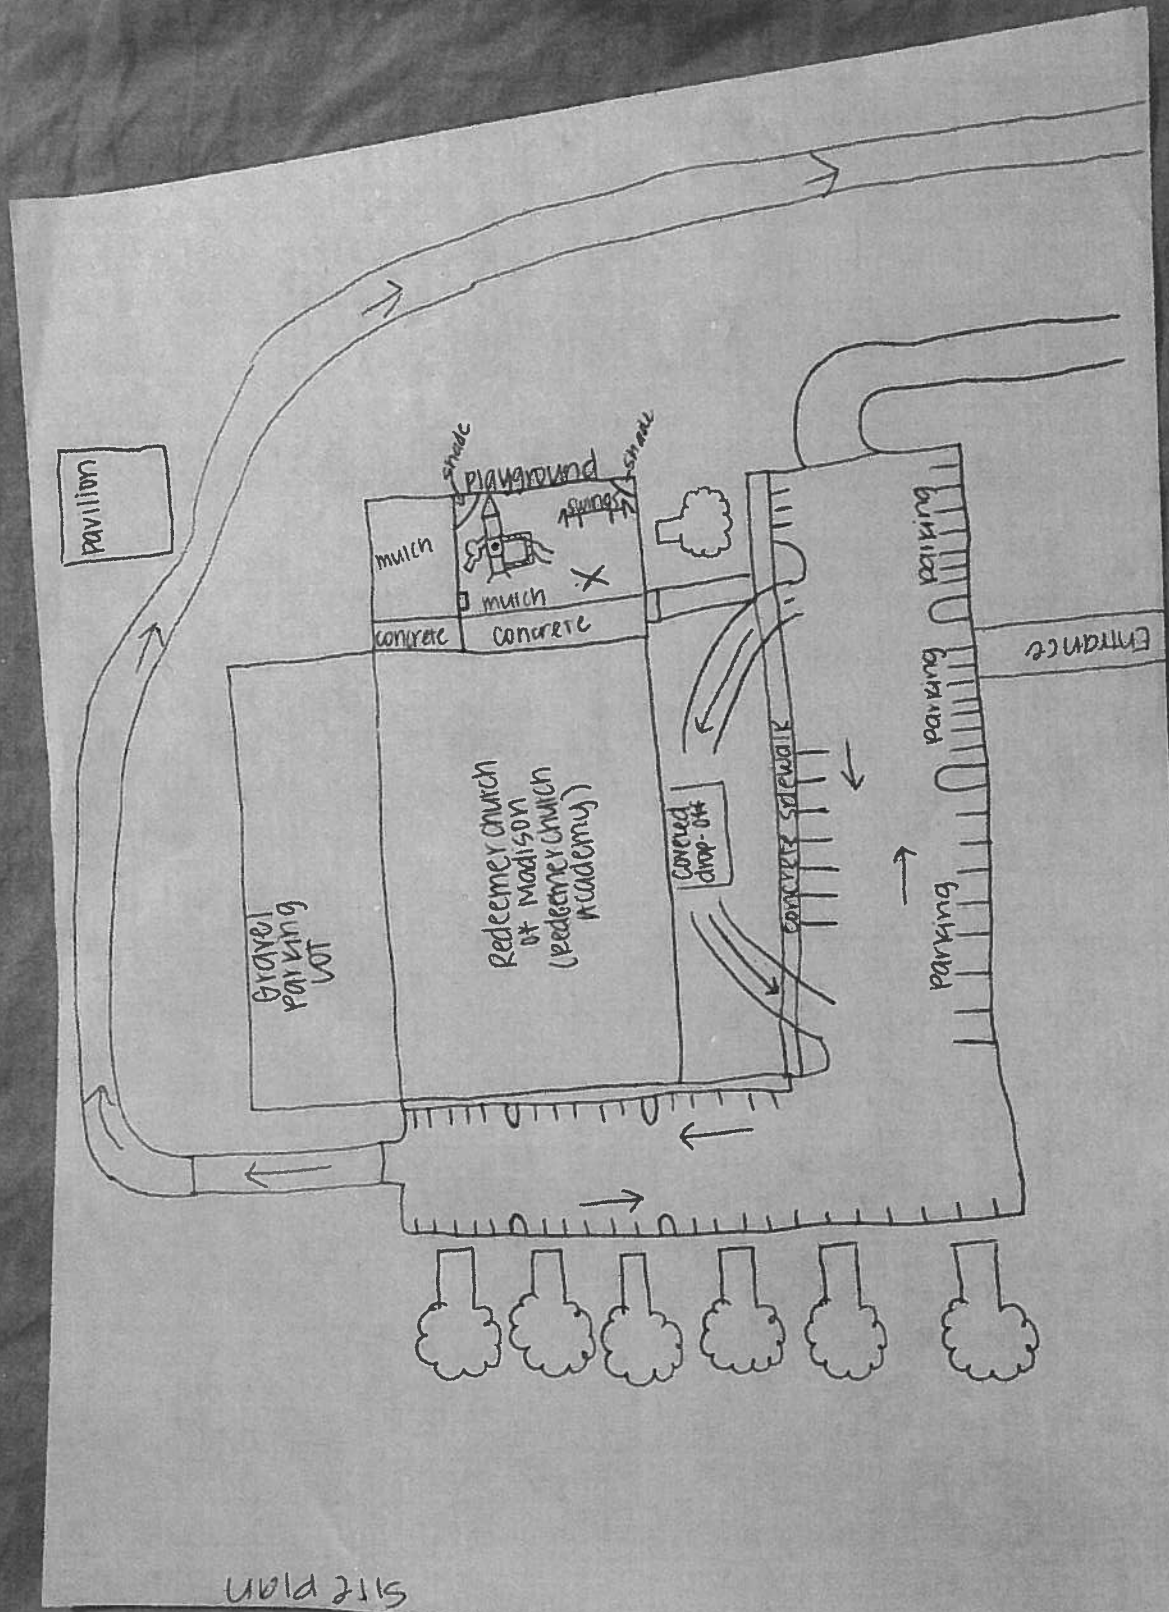 pavilion
shade
playground
shade
mulch
swings
mulch
concrete
concrete
parking
Entrance
parking
Gravel
Parking
LOT
Redeemer church
of Madison
(Redeemer church
Academy)
covered
drop-off
concrete sidewalk
parking
site plan